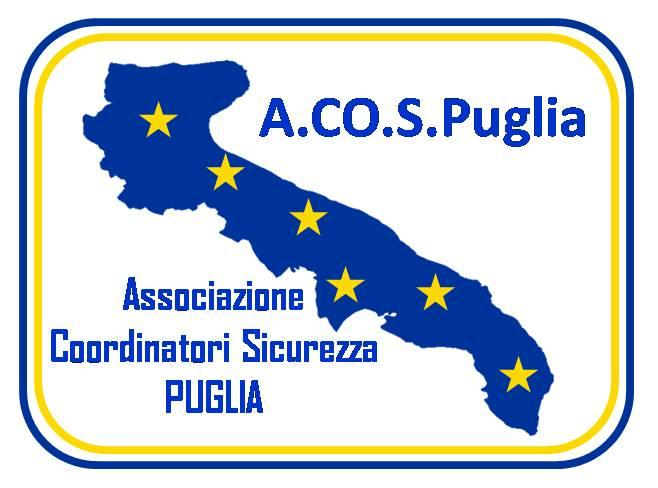 A.CO.S.Puglia
Associazione
Coordinatori Sicurezza
PUGLIA